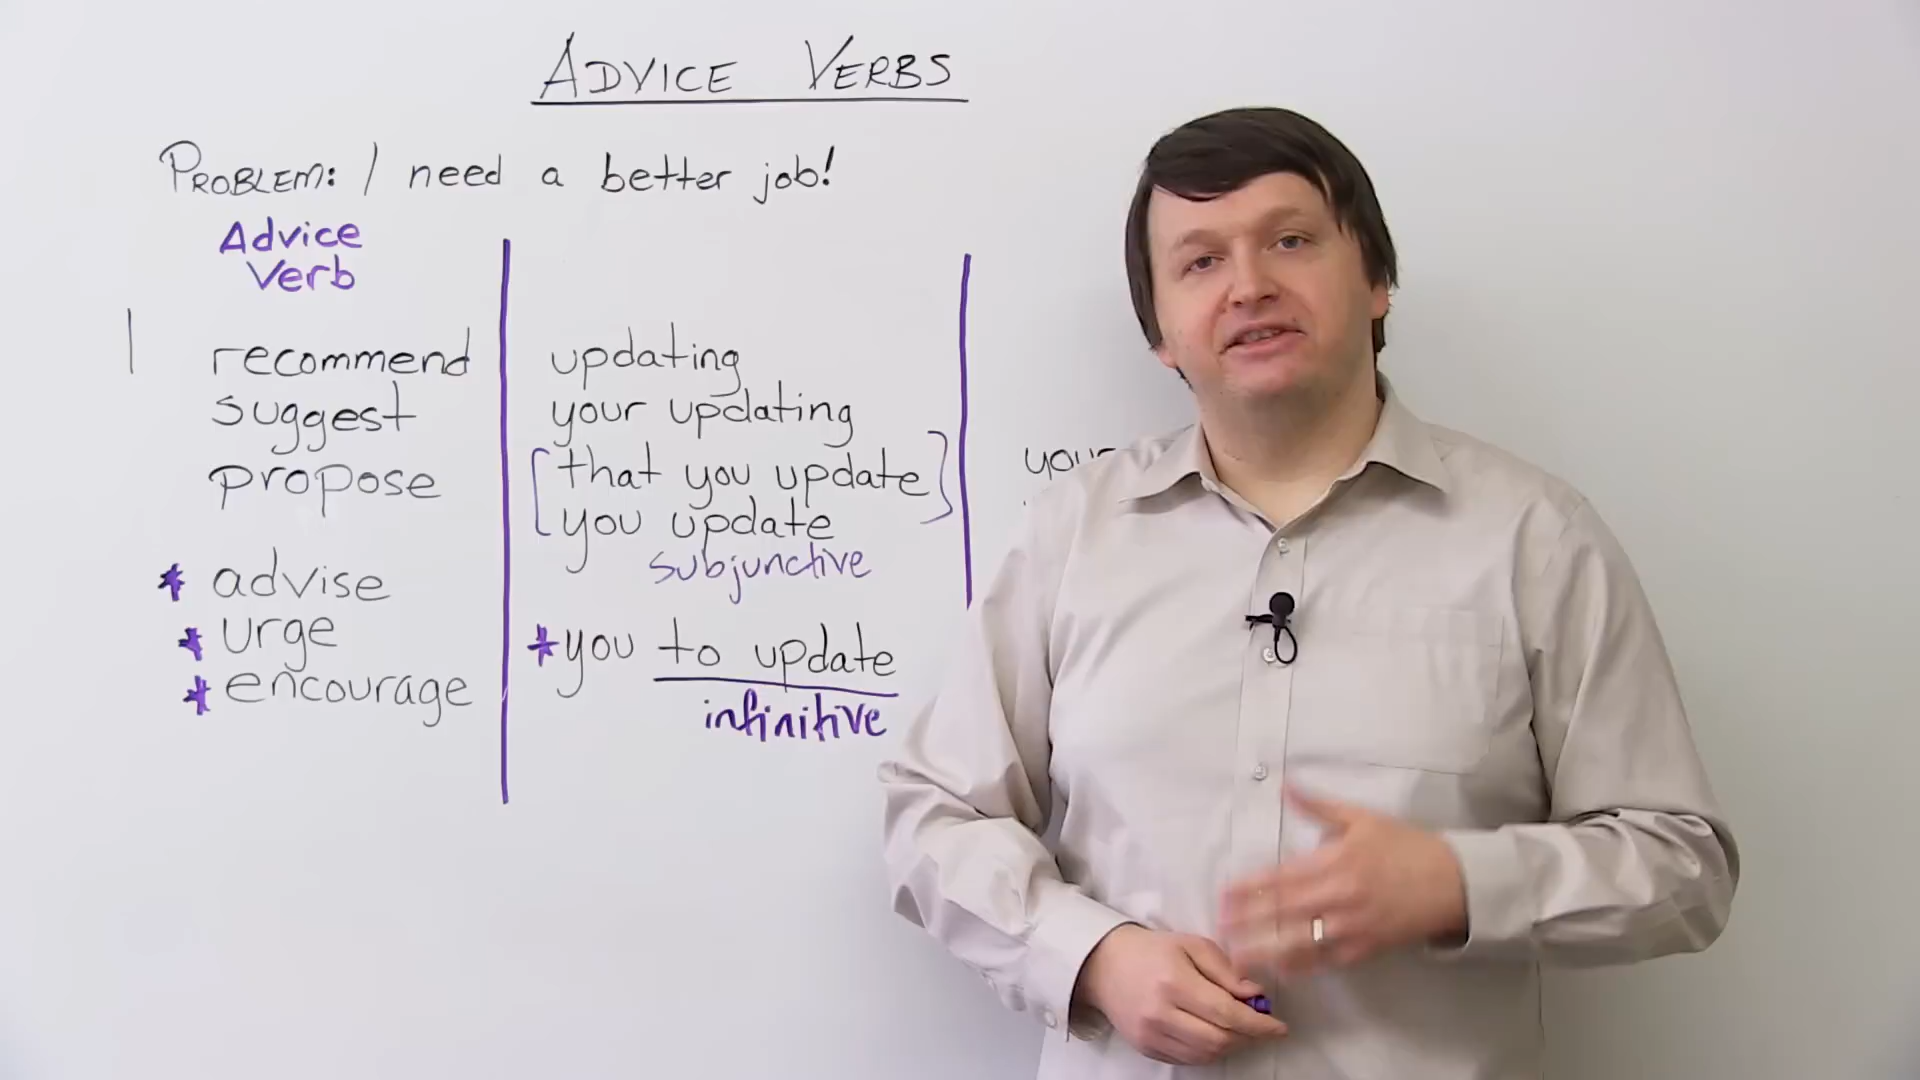 ADVICE VERBS
PROBLEM: I need a better job!
Advice
Verb
I recommend updating
suggest your updating
propose [that you update]
you update
subjunctive
* advise
* urge * you to update
* encourage infinitive